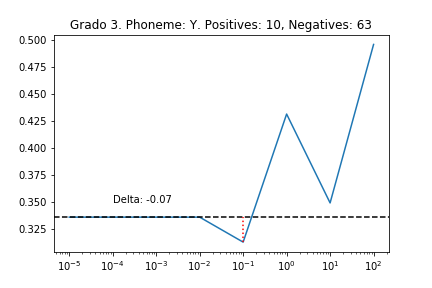 Grado 3. Phoneme: Y. Positives: 10, Negatives: 63
0.500
0.475
0.450
0.425
0.400
0.375
0.350
0.325
Delta: -0.07
10⁻⁵ 10⁻⁴ 10⁻³ 10⁻² 10⁻¹ 10⁰ 10¹ 10²